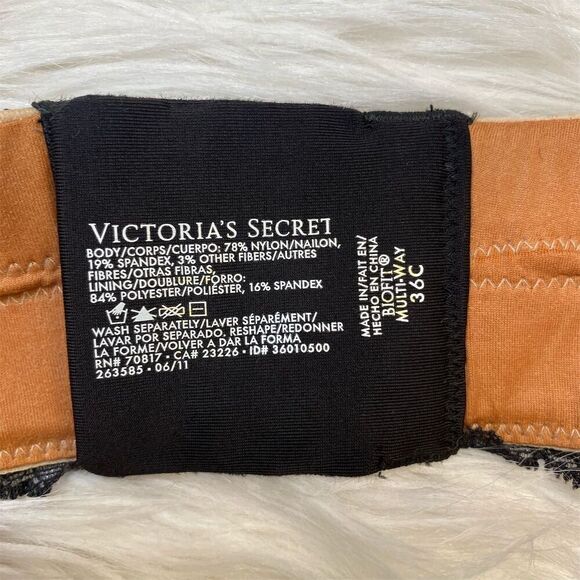 VICTORIA'S SECRET
BODY/CORPS/CUERPO: 78% NYLON/NAILON,
19% SPANDEX, 3% OTHER FIBERS/AUTRES
FIBRES/OTRAS FIBRAS,
LINING/DOUBLURE/FORRO:
84% POLYESTER/POLIÉSTER, 16% SPANDEX
WASH SEPARATELY/LAVER SÉPARÉMENT/
LAVAR POR SEPARADO. RESHAPE/REDONNER
LA FORME/VOLVER A DAR LA FORMA
RN# 70817 • CA# 23226 • ID# 36010500
263585 • 06/11
MADE IN/FAIT EN/
HECHO EN CHINA
BIOFIT®
MULTI-WAY
36C